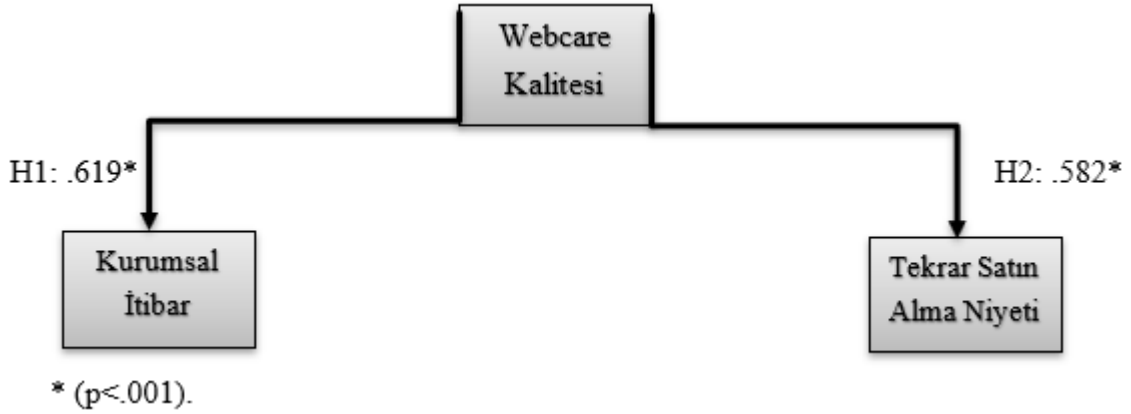 Webcare
Kalitesi
H1: .619*
H2: .582*
Kurumsal
İtibar
Tekrar Satın
Alma Niyeti
* (p<.001).